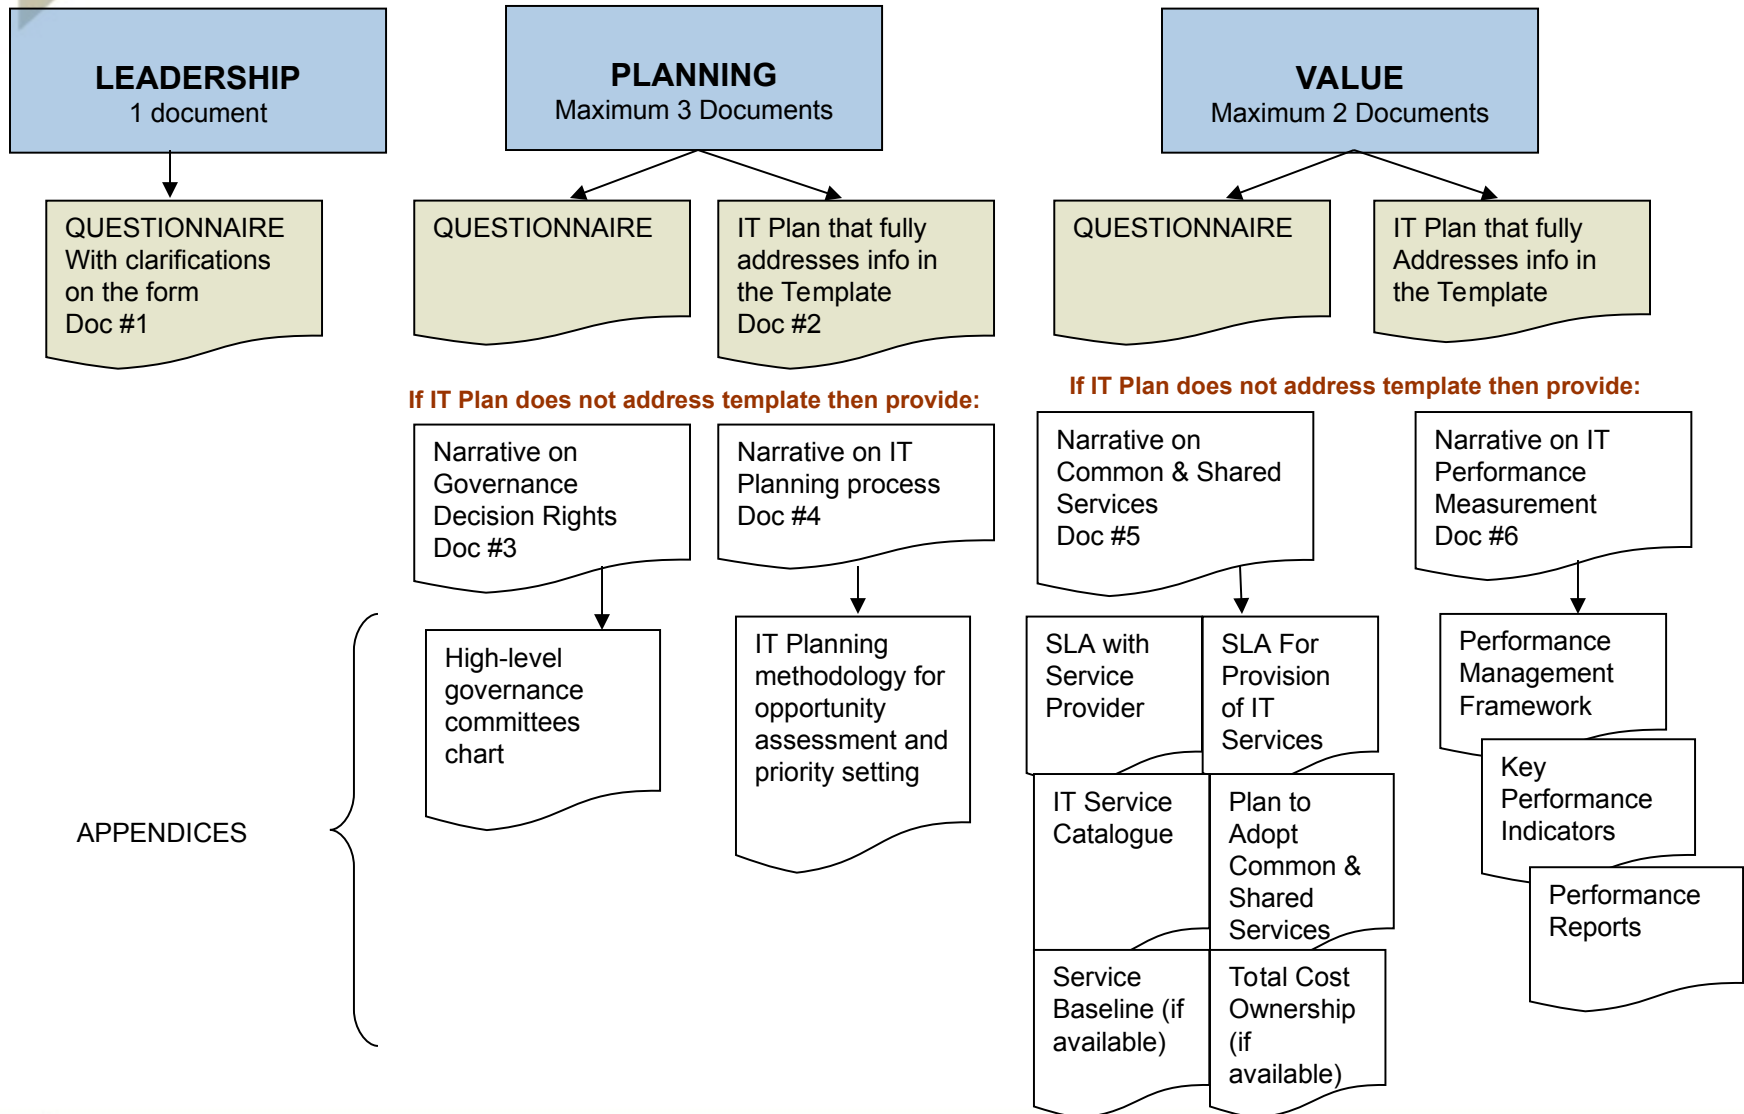 LEADERSHIP
1 document
PLANNING
Maximum 3 Documents
VALUE
Maximum 2 Documents
QUESTIONNAIRE
With clarifications
on the form
Doc #1
QUESTIONNAIRE
IT Plan that fully
addresses info in
the Template
Doc #2
QUESTIONNAIRE
IT Plan that fully
Addresses info in
the Template
If IT Plan does not address template then provide:
If IT Plan does not address template then provide:
Narrative on
Governance
Decision Rights
Doc #3
Narrative on IT
Planning process
Doc #4
Narrative on
Common & Shared
Services
Doc #5
Narrative on IT
Performance
Measurement
Doc #6
APPENDICES
High-level
governance
committees
chart
IT Planning
methodology for
opportunity
assessment and
priority setting
SLA with
Service
Provider
SLA For
Provision
of IT
Services
IT Service
Catalogue
Plan to
Adopt
Common &
Shared
Services
Service
Baseline (if
available)
Total Cost
Ownership
(if
available)
Performance
Management
Framework
Key
Performance
Indicators
Performance
Reports